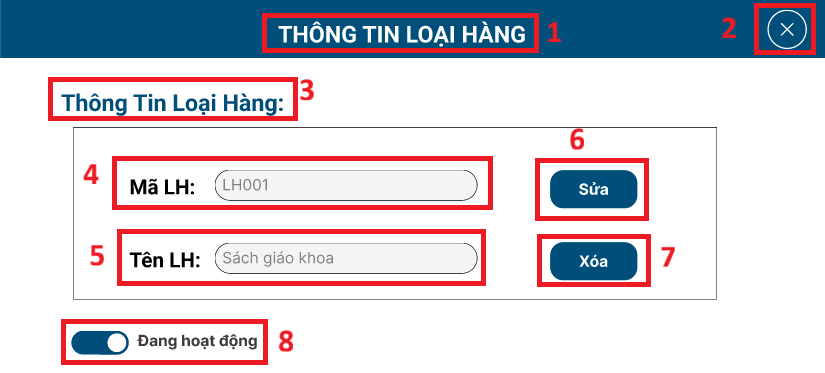 THÔNG TIN LOẠI HÀNG 1 2
Thông Tin Loại Hàng: 3
6
4 Mã LH: LH001 Sửa
5 Tên LH: Sách giáo khoa Xóa 7
Đang hoạt động 8